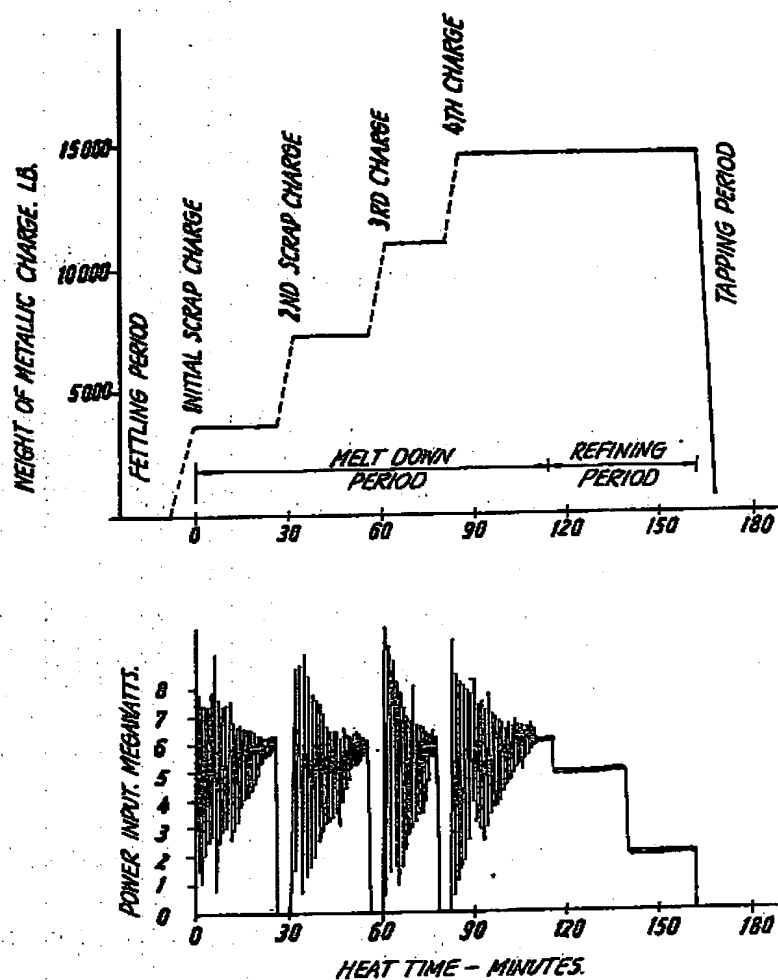 WEIGHT OF METALLIC CHARGE. LB.
15000
10000
5000
FETTLING PERIOD
INITIAL SCRAP CHARGE
2ND SCRAP CHARGE
3RD CHARGE
4TH CHARGE
TAPPING PERIOD
MELT DOWN
PERIOD
REFINING
PERIOD
0 30 60 90 120 150 180
POWER INPUT. MEGAWATTS.
8
7
6
5
4
3
2
1
0
0 30 60 90 120 150 180
HEAT TIME - MINUTES.